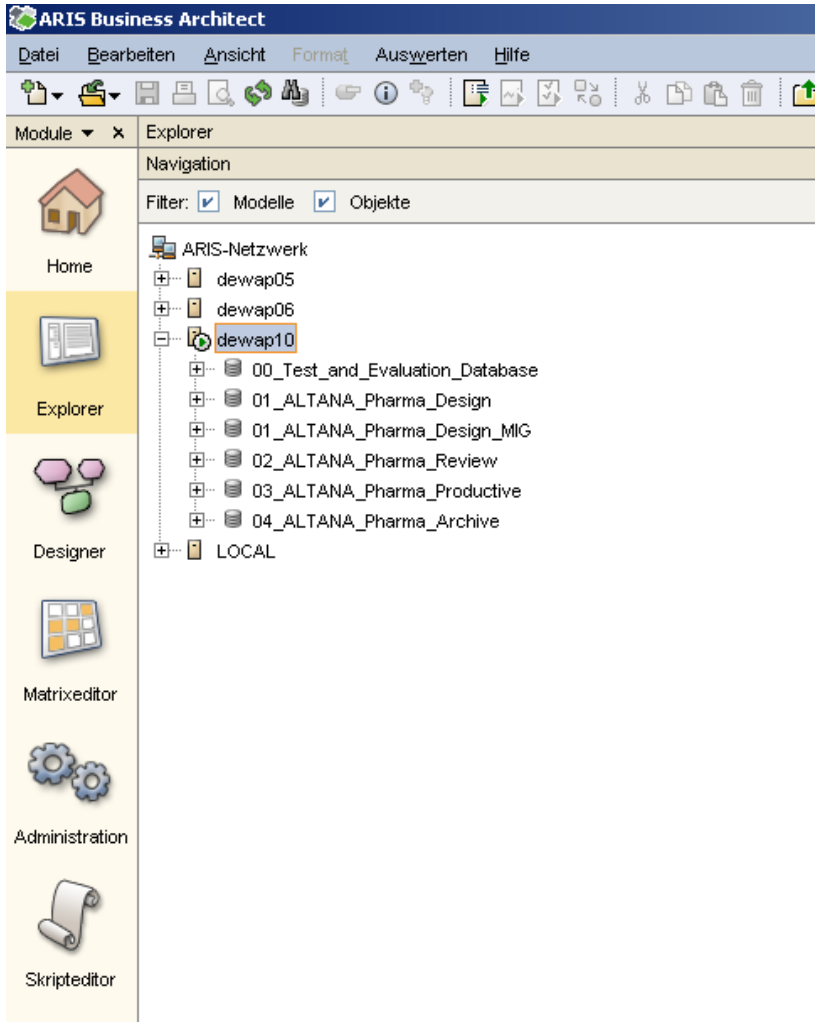 ARIS Business Architect
Datei Bearbeiten Ansicht Format Auswerten Hilfe
Module
Explorer
Navigation
Filter: Modelle Objekte
ARIS-Netzwerk
dewap05
dewap06
dewap10
00_Test_and_Evaluation_Database
01_ALTANA_Pharma_Design
01_ALTANA_Pharma_Design_MIG
02_ALTANA_Pharma_Review
03_ALTANA_Pharma_Productive
04_ALTANA_Pharma_Archive
LOCAL
Home
Explorer
Designer
Matrixeditor
Administration
Skripteditor